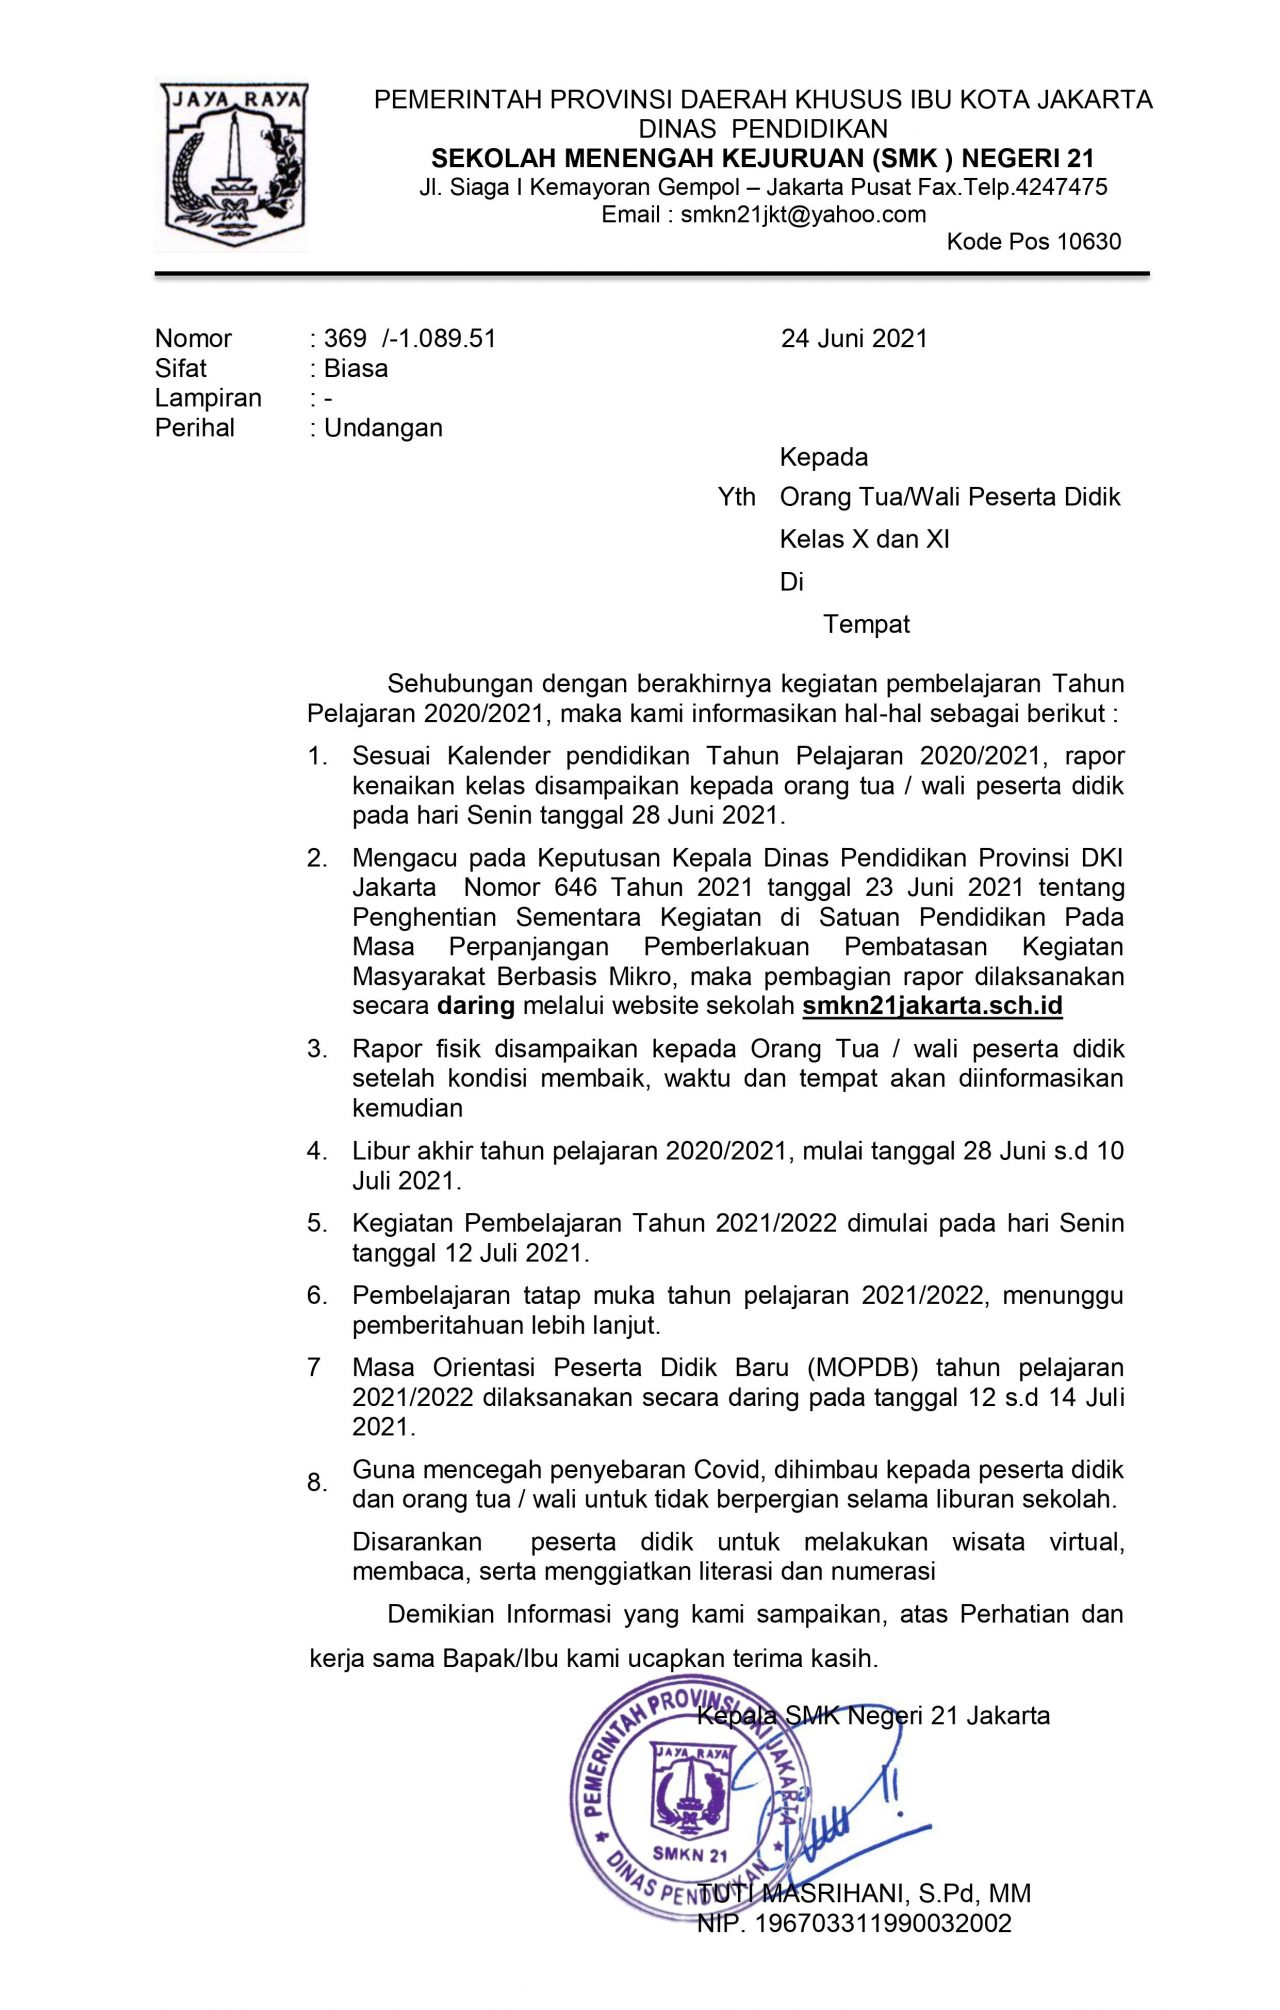 JAYA RAYA
PEMERINTAH PROVINSI DAERAH KHUSUS IBU KOTA JAKARTA
DINAS PENDIDIKAN
SEKOLAH MENENGAH KEJURUAN (SMK ) NEGERI 21
Jl. Siaga I Kemayoran Gempol – Jakarta Pusat Fax.Telp.4247475
Email : smkn21jkt@yahoo.com
Kode Pos 10630
Nomor : 369 /-1.089.51 24 Juni 2021
Sifat : Biasa
Lampiran : -
Perihal : Undangan
Kepada
Yth Orang Tua/Wali Peserta Didik
Kelas X dan XI
Di
Tempat
Sehubungan dengan berakhirnya kegiatan pembelajaran Tahun
Pelajaran 2020/2021, maka kami informasikan hal-hal sebagai berikut :
1. Sesuai Kalender pendidikan Tahun Pelajaran 2020/2021, rapor
kenaikan kelas disampaikan kepada orang tua / wali peserta didik
pada hari Senin tanggal 28 Juni 2021.
2. Mengacu pada Keputusan Kepala Dinas Pendidikan Provinsi DKI
Jakarta Nomor 646 Tahun 2021 tanggal 23 Juni 2021 tentang
Penghentian Sementara Kegiatan di Satuan Pendidikan Pada
Masa Perpanjangan Pemberlakuan Pembatasan Kegiatan
Masyarakat Berbasis Mikro, maka pembagian rapor dilaksanakan
secara daring melalui website sekolah smkn21jakarta.sch.id
3. Rapor fisik disampaikan kepada Orang Tua / wali peserta didik
setelah kondisi membaik, waktu dan tempat akan diinformasikan
kemudian
4. Libur akhir tahun pelajaran 2020/2021, mulai tanggal 28 Juni s.d 10
Juli 2021.
5. Kegiatan Pembelajaran Tahun 2021/2022 dimulai pada hari Senin
tanggal 12 Juli 2021.
6. Pembelajaran tatap muka tahun pelajaran 2021/2022, menunggu
pemberitahuan lebih lanjut.
7 Masa Orientasi Peserta Didik Baru (MOPDB) tahun pelajaran
2021/2022 dilaksanakan secara daring pada tanggal 12 s.d 14 Juli
2021.
8. Guna mencegah penyebaran Covid, dihimbau kepada peserta didik
dan orang tua / wali untuk tidak berpergian selama liburan sekolah.
Disarankan peserta didik untuk melakukan wisata virtual,
membaca, serta menggiatkan literasi dan numerasi
Demikian Informasi yang kami sampaikan, atas Perhatian dan
kerja sama Bapak/Ibu kami ucapkan terima kasih.
Kepala SMK Negeri 21 Jakarta
PEMERINTAH PROVINSI DKI JAKARTA
JAYA RAYA
SMKN 21
DINAS PENDIDIKAN
TUTI MASRIHANI, S.Pd, MM
NIP. 196703311990032002